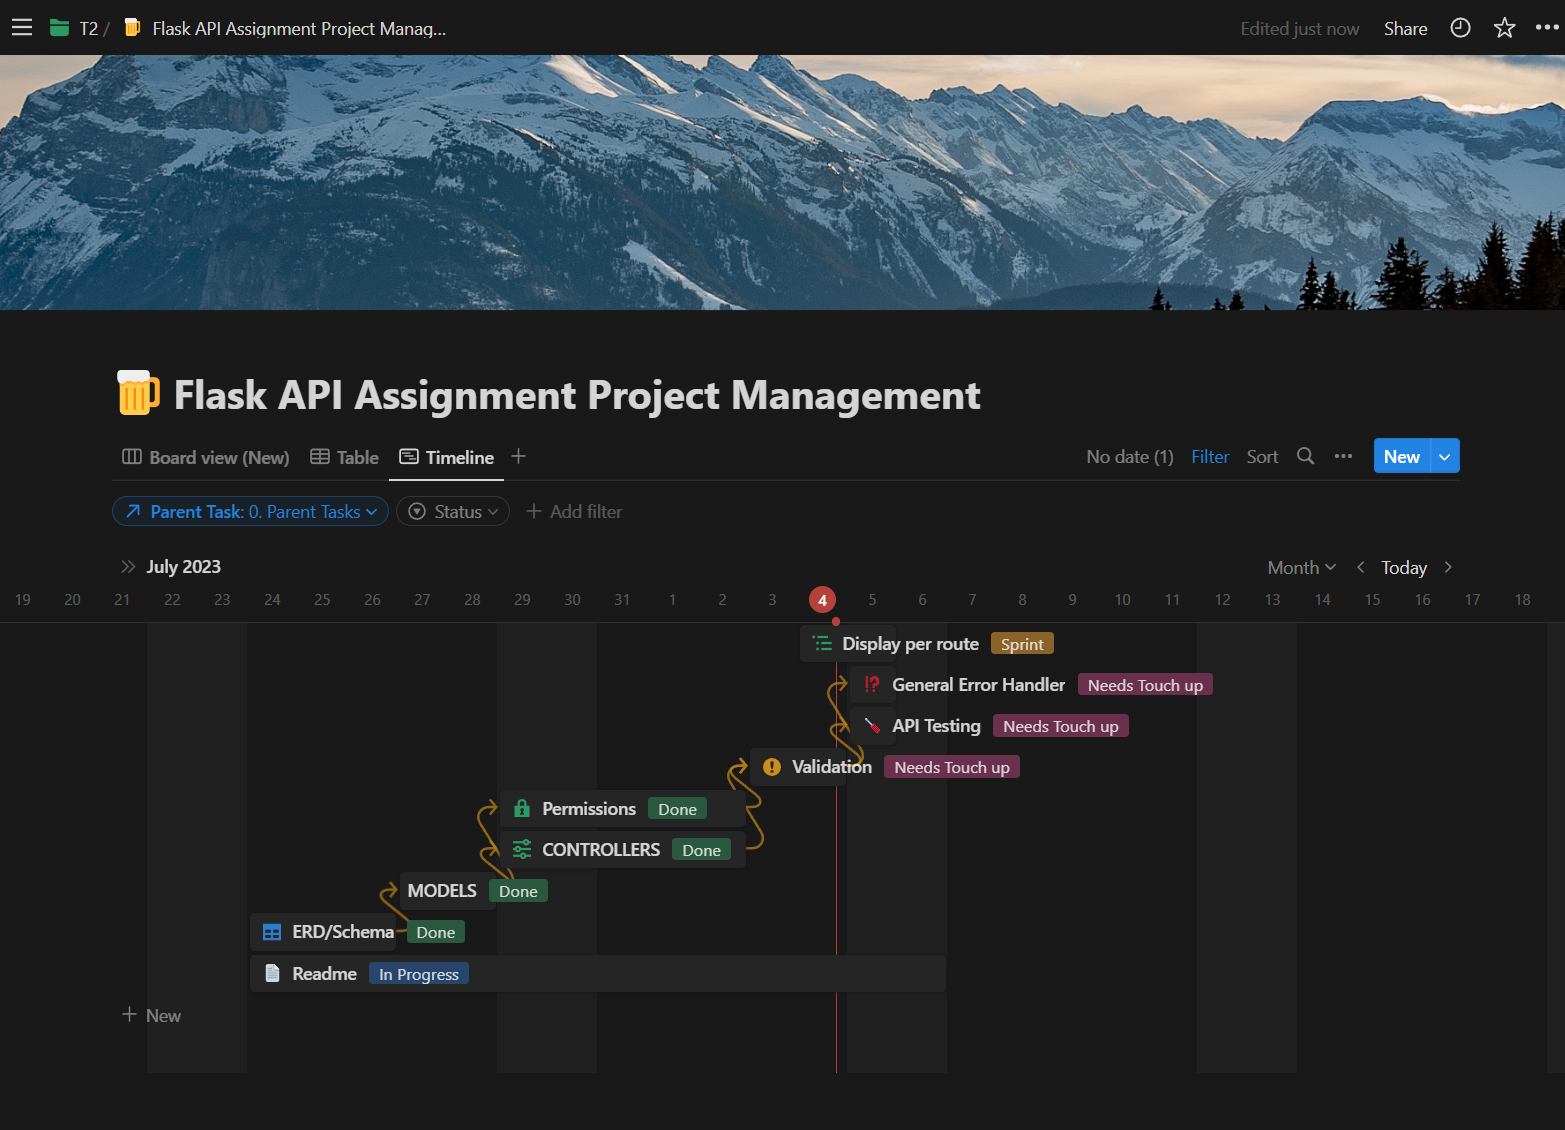 T2 / Flask API Assignment Project Manag...
Edited just now Share
Flask API Assignment Project Management
Board view (New) Table Timeline
No date (1) Filter Sort New
Parent Task: 0. Parent Tasks Status Add filter
July 2023
Month Today
19 20 21 22 23 24 25 26 27 28 29 30 31 1 2 3 4 5 6 7 8 9 10 11 12 13 14 15 16 17 18
Display per route Sprint
General Error Handler Needs Touch up
API Testing Needs Touch up
Validation Needs Touch up
Permissions Done
CONTROLLERS Done
MODELS Done
ERD/Schema Done
Readme In Progress
New